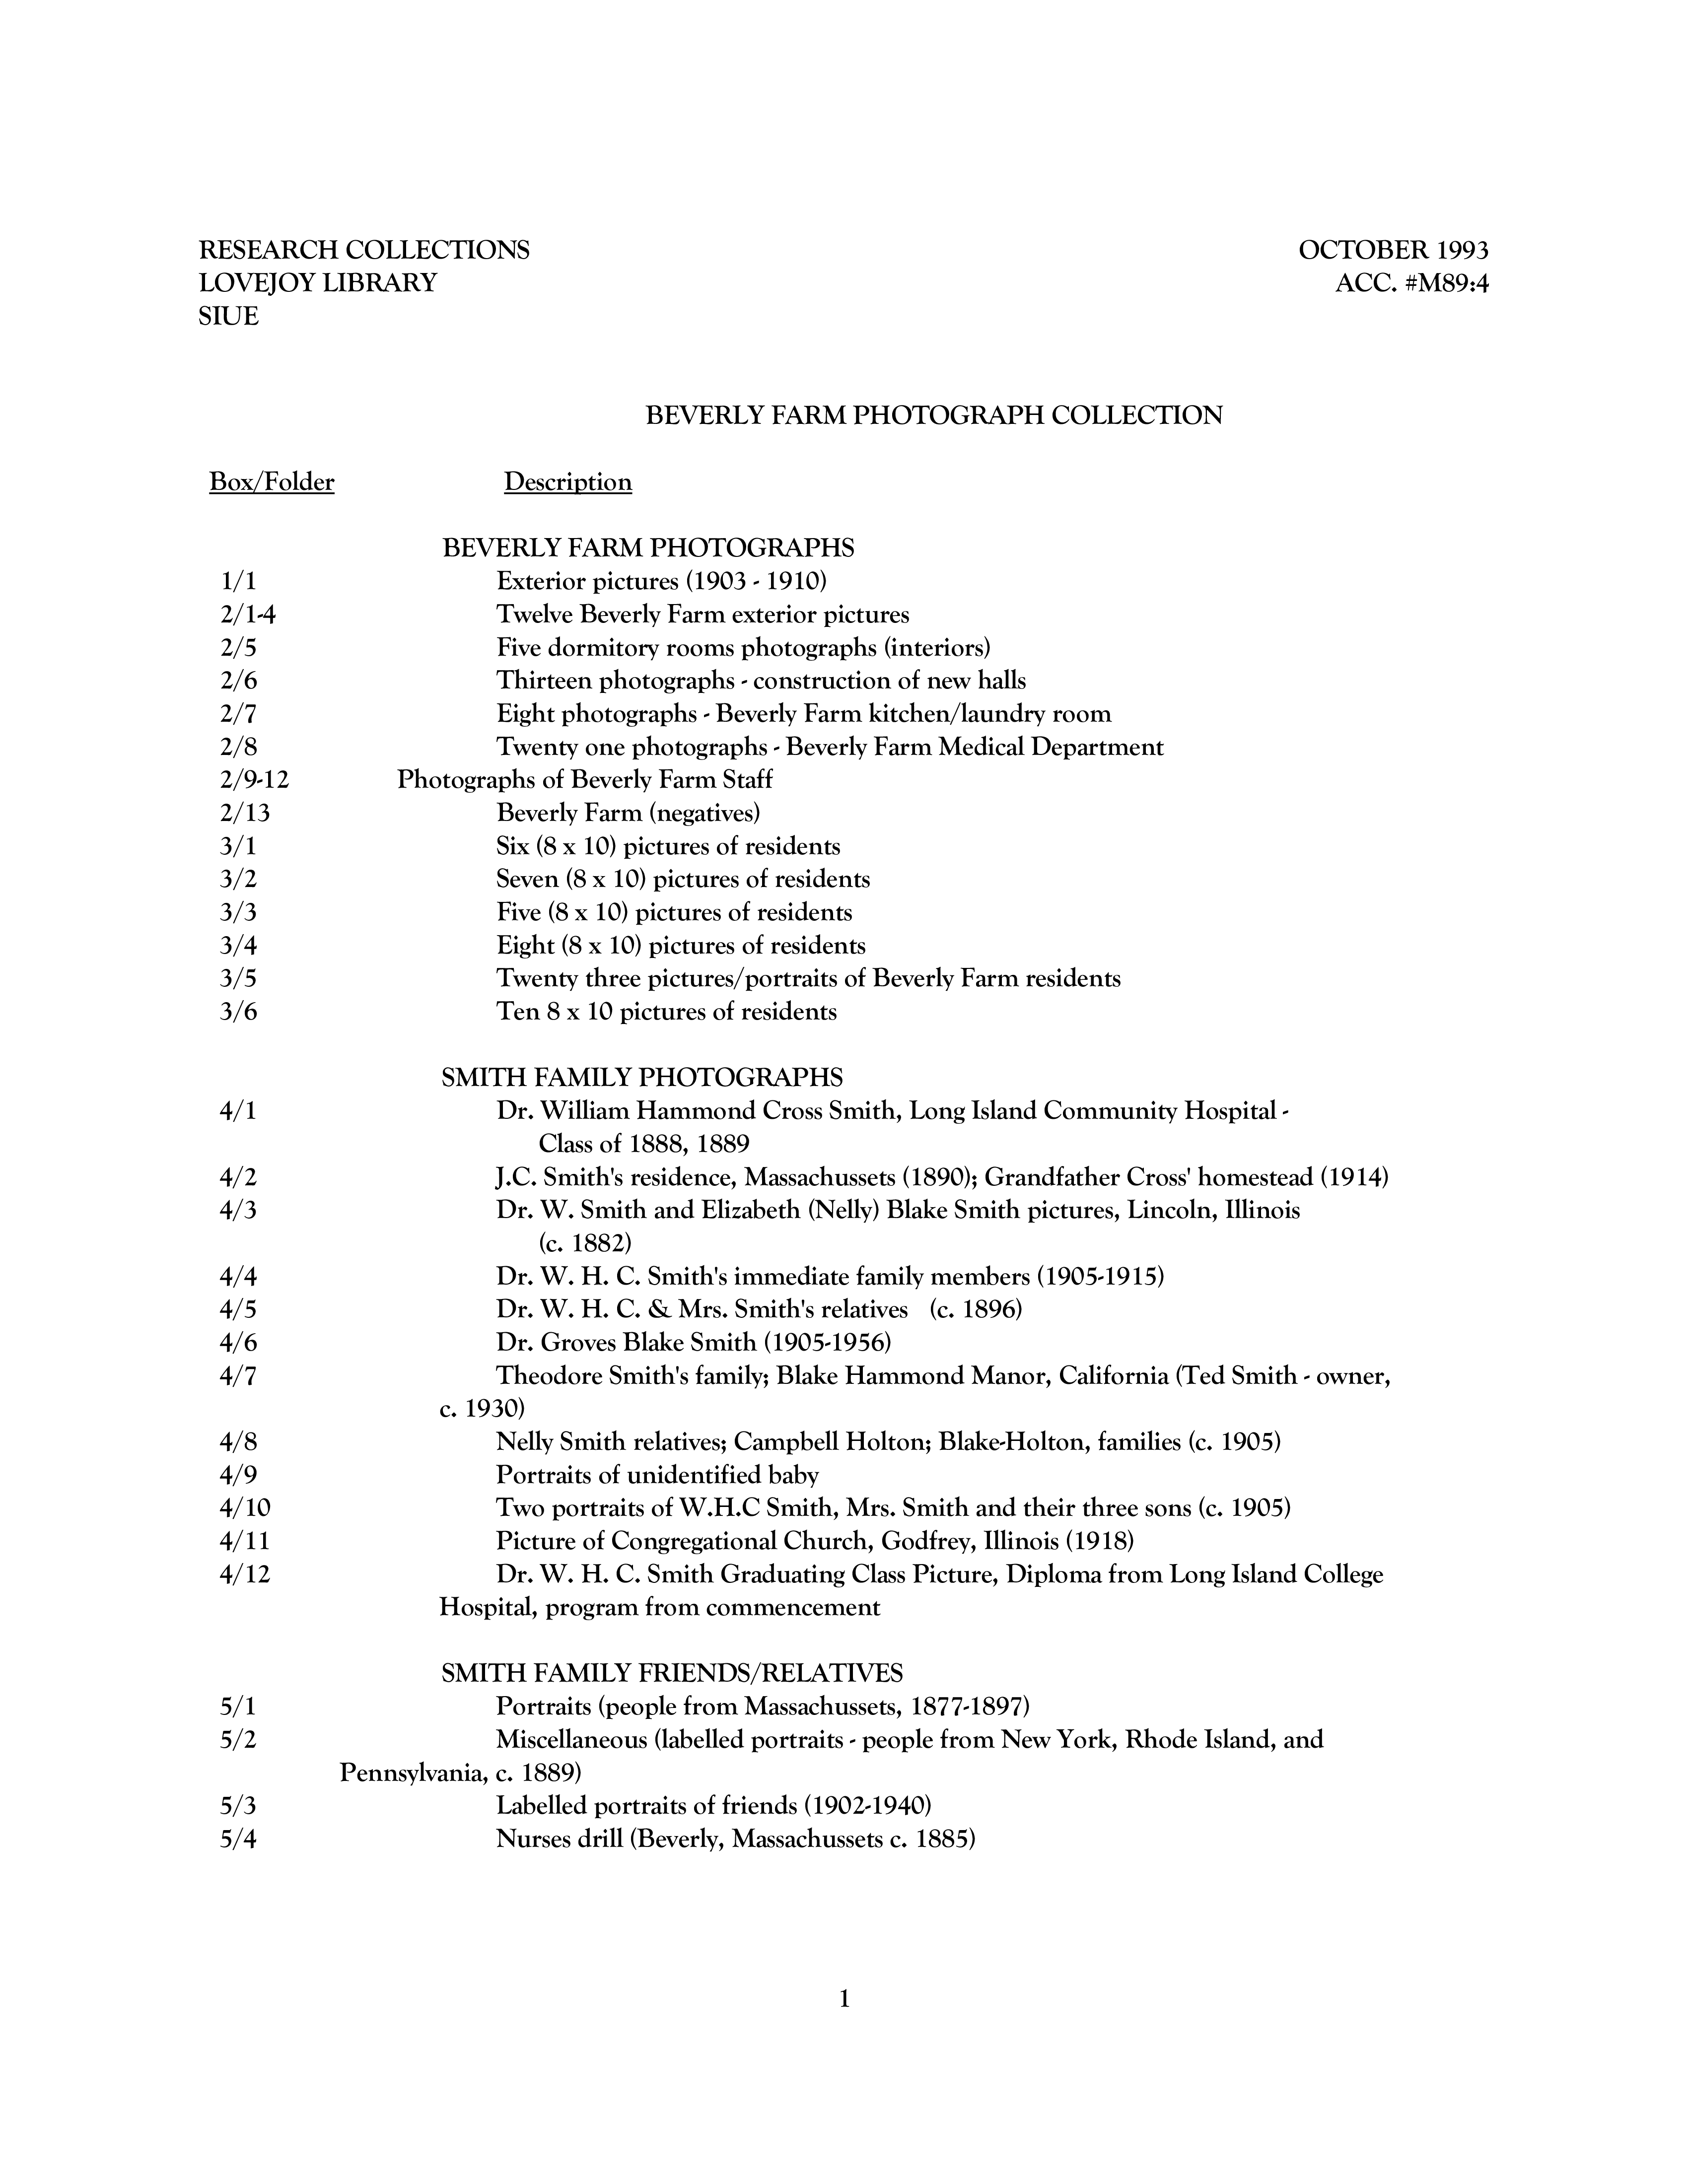 RESEARCH COLLECTIONS OCTOBER 1993
LOVEJOY LIBRARY ACC. #M89:4
SIUE
BEVERLY FARM PHOTOGRAPH COLLECTION
Box/Folder Description
BEVERLY FARM PHOTOGRAPHS
1/1 Exterior pictures (1903 - 1910)
2/1-4 Twelve Beverly Farm exterior pictures
2/5 Five dormitory rooms photographs (interiors)
2/6 Thirteen photographs - construction of new halls
2/7 Eight photographs - Beverly Farm kitchen/laundry room
2/8 Twenty one photographs - Beverly Farm Medical Department
2/9-12 Photographs of Beverly Farm Staff
2/13 Beverly Farm (negatives)
3/1 Six (8 x 10) pictures of residents
3/2 Seven (8 x 10) pictures of residents
3/3 Five (8 x 10) pictures of residents
3/4 Eight (8 x 10) pictures of residents
3/5 Twenty three pictures/portraits of Beverly Farm residents
3/6 Ten 8 x 10 pictures of residents
SMITH FAMILY PHOTOGRAPHS
4/1 Dr. William Hammond Cross Smith, Long Island Community Hospital -
Class of 1888, 1889
4/2 J.C. Smith's residence, Massachussets (1890); Grandfather Cross' homestead (1914)
4/3 Dr. W. Smith and Elizabeth (Nelly) Blake Smith pictures, Lincoln, Illinois
(c. 1882)
4/4 Dr. W. H. C. Smith's immediate family members (1905-1915)
4/5 Dr. W. H. C. & Mrs. Smith's relatives (c. 1896)
4/6 Dr. Groves Blake Smith (1905-1956)
4/7 Theodore Smith's family; Blake Hammond Manor, California (Ted Smith - owner,
c. 1930)
4/8 Nelly Smith relatives; Campbell Holton; Blake-Holton, families (c. 1905)
4/9 Portraits of unidentified baby
4/10 Two portraits of W.H.C Smith, Mrs. Smith and their three sons (c. 1905)
4/11 Picture of Congregational Church, Godfrey, Illinois (1918)
4/12 Dr. W. H. C. Smith Graduating Class Picture, Diploma from Long Island College
Hospital, program from commencement
SMITH FAMILY FRIENDS/RELATIVES
5/1 Portraits (people from Massachussets, 1877-1897)
5/2 Miscellaneous (labelled portraits - people from New York, Rhode Island, and
Pennsylvania, c. 1889)
5/3 Labelled portraits of friends (1902-1940)
5/4 Nurses drill (Beverly, Massachussets c. 1885)
1